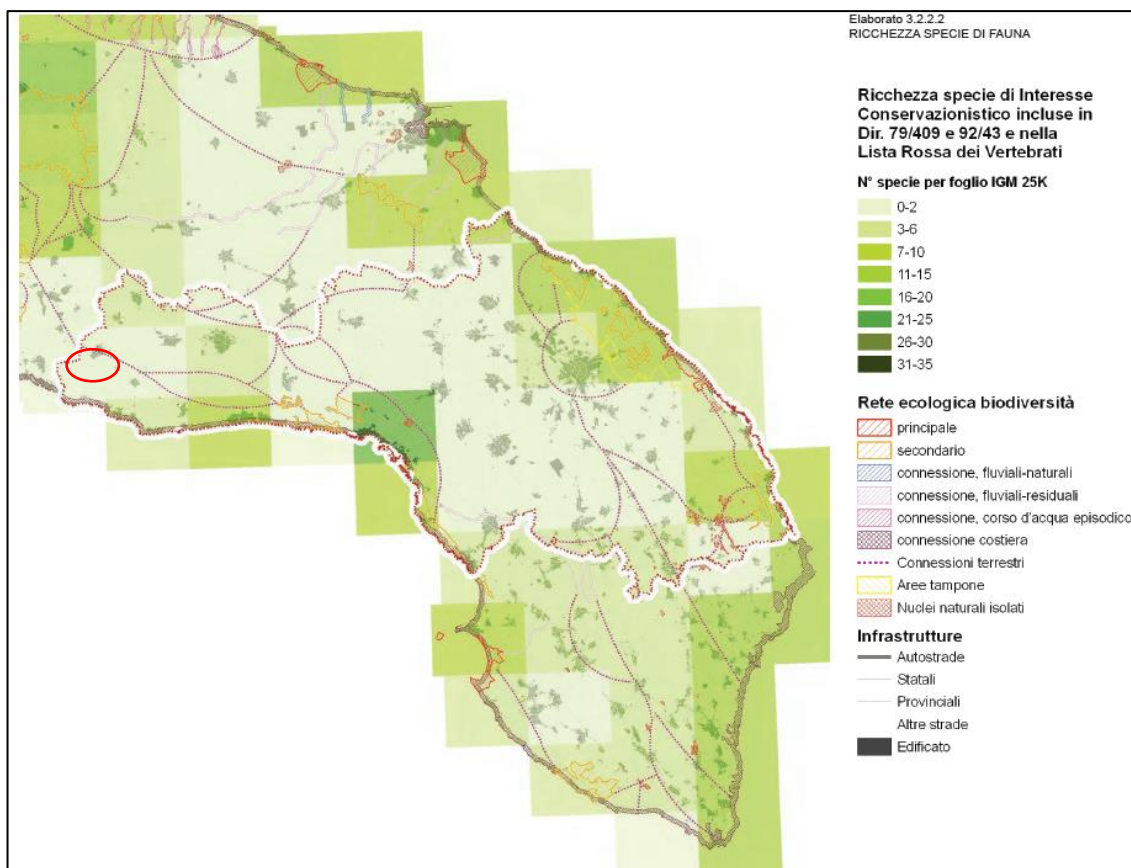 Elaborato 3.2.2.2
RICCHEZZA SPECIE DI FAUNA
Ricchezza specie di Interesse
Conservazionistico incluse in
Dir. 79/409 e 92/43 e nella
Lista Rossa dei Vertebrati
N° specie per foglio IGM 25K
0-2
3-6
7-10
11-15
16-20
21-25
26-30
31-35
Rete ecologica biodiversità
principale
secondario
connessione, fluviali-naturali
connessione, fluviali-residuali
connessione, corso d'acqua episodico
connessione costiera
Connessioni terrestri
Aree tampone
Nuclei naturali isolati
Infrastrutture
Autostrade
Statali
Provinciali
Altre strade
Edificato